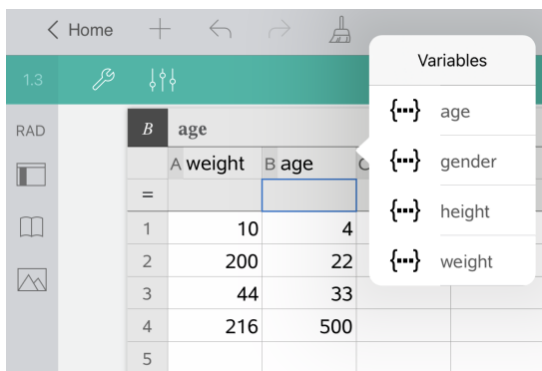 Home
Variables
1.3
age
RAD
B age
A weight B age C
gender
=
height
1 10 4
2 200 22
weight
3 44 33
4 216 500
5